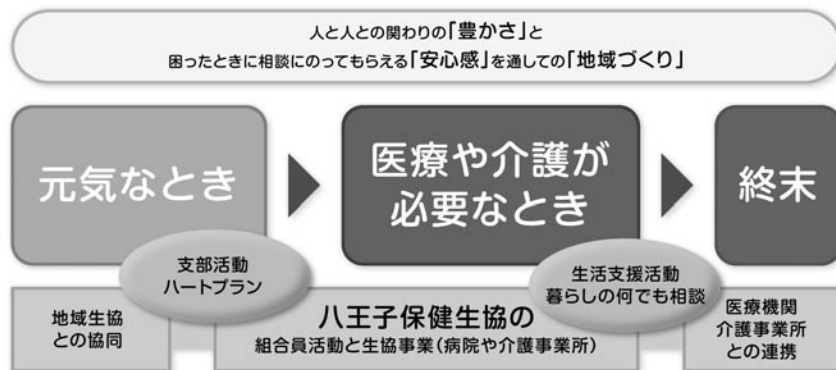 人と人との関わりの「豊かさ」と
困ったときに相談にのってもらえる「安心感」を通しての「地域づくり」
元気なとき
医療や介護が
必要なとき
終末
支部活動
ハートプラン
生活支援活動
暮らしの何でも相談
地域生協
との協同
八王子保健生協の
組合員活動と生協事業(病院や介護事業所)
医療機関
介護事業所
との連携